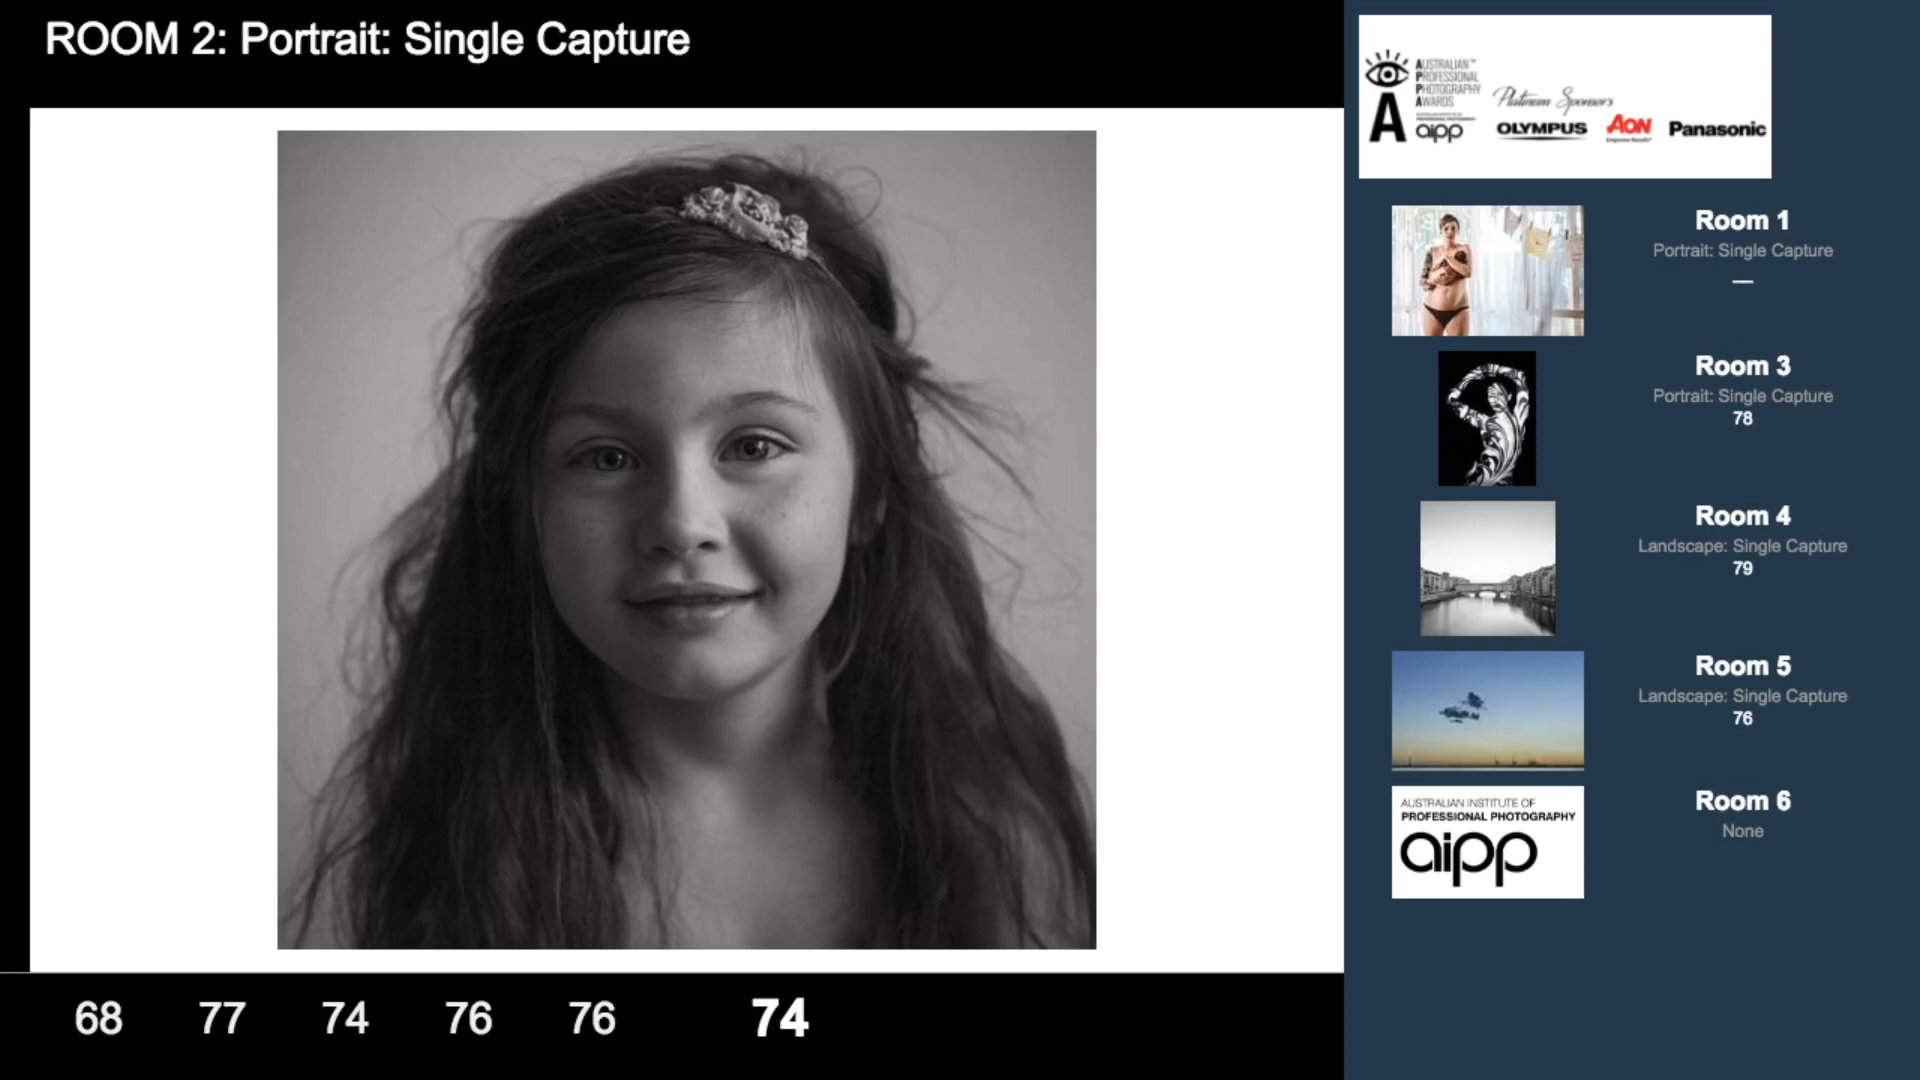 ROOM 2: Portrait: Single Capture
68 77 74 76 76 74
AUSTRALIAN™
PROFESSIONAL
PHOTOGRAPHY
AWARDS
A
aipp
Platinum Sponsors
OLYMPUS
AON
Panasonic
Room 1
Portrait: Single Capture
—
Room 3
Portrait: Single Capture
78
Room 4
Landscape: Single Capture
79
Room 5
Landscape: Single Capture
76
AUSTRALIAN INSTITUTE OF
PROFESSIONAL PHOTOGRAPHY
aipp
Room 6
None